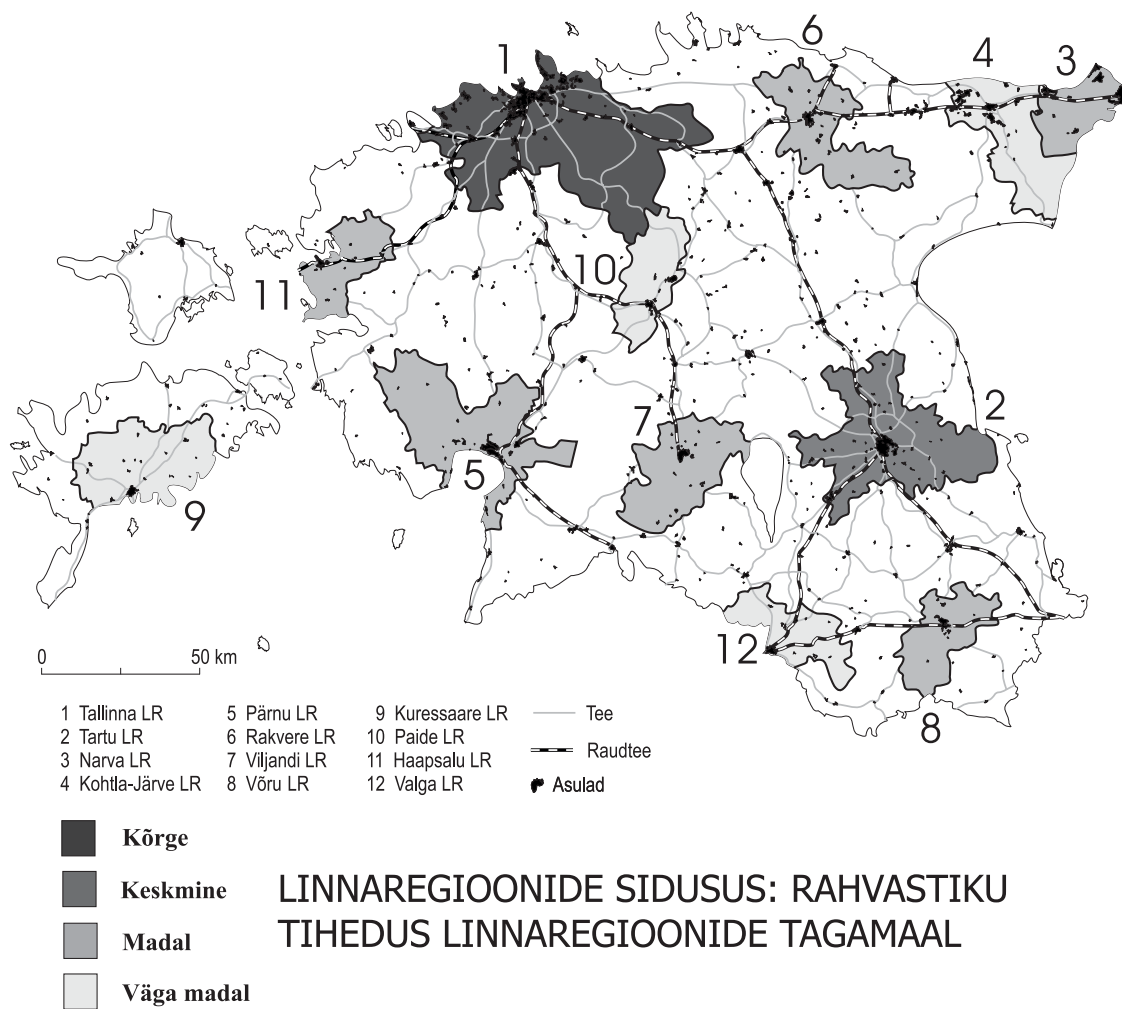 1
6
4
3
10
11
2
7
5
9
12
8
0 50 km
1 Tallinna LR
2 Tartu LR
3 Narva LR
4 Kohtla-Järve LR
5 Pärnu LR
6 Rakvere LR
7 Viljandi LR
8 Võru LR
9 Kuressaare LR
10 Paide LR
11 Haapsalu LR
12 Valga LR
Tee
Raudtee
Asulad
Kõrge
Keskmine
Madal
Väga madal
LINNAREGIOONIDE SIDUSUS: RAHVASTIKU
TIHEDUS LINNAREGIOONIDE TAGAMAAL